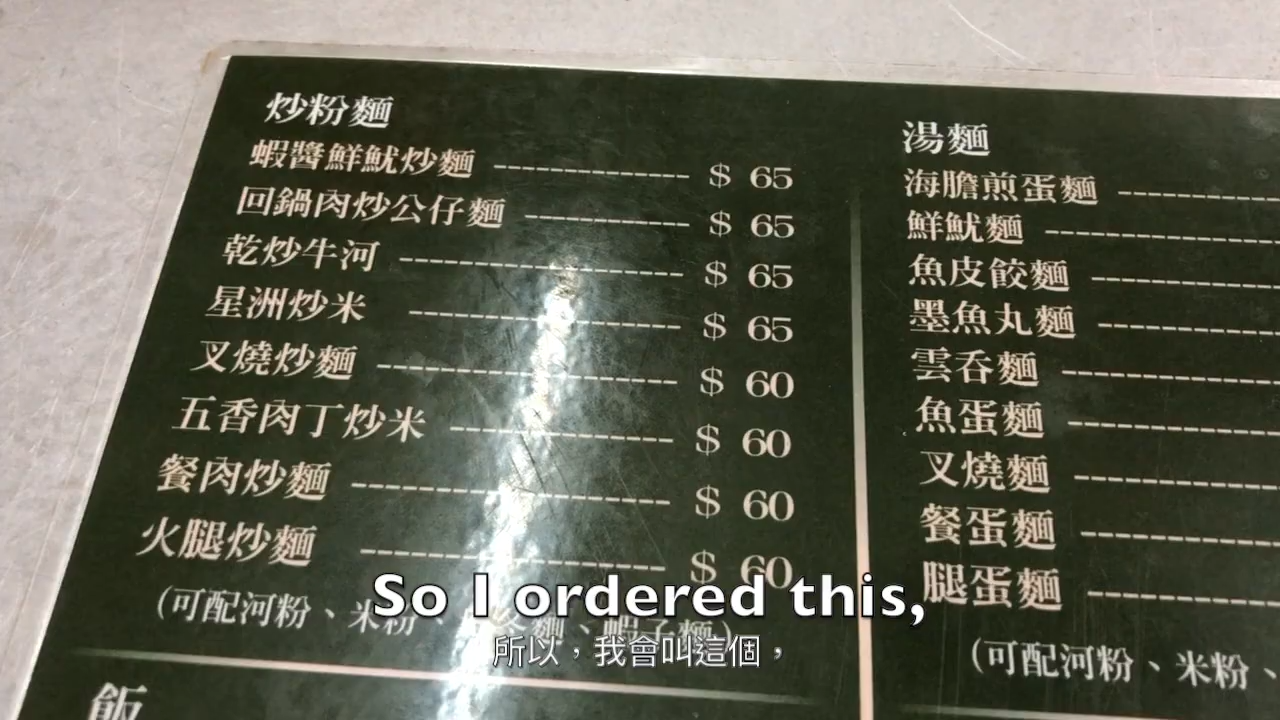 炒粉麵
蝦醬鮮魷炒麵 $ 65
回鍋肉炒公仔麵 $ 65
乾炒牛河 $ 65
星洲炒米 $ 65
叉燒炒麵 $ 60
五香肉丁炒米 $ 60
餐肉炒麵 $ 60
火腿炒麵 $ 60
(可配河粉、米粉、
蝦子麵)
飯
湯麵
海膽煎蛋麵
鮮魷麵
魚皮餃麵
墨魚丸麵
雲吞麵
魚蛋麵
叉燒麵
餐蛋麵
腿蛋麵
(可配河粉、米粉、
So I ordered this,
所以，我會叫這個，